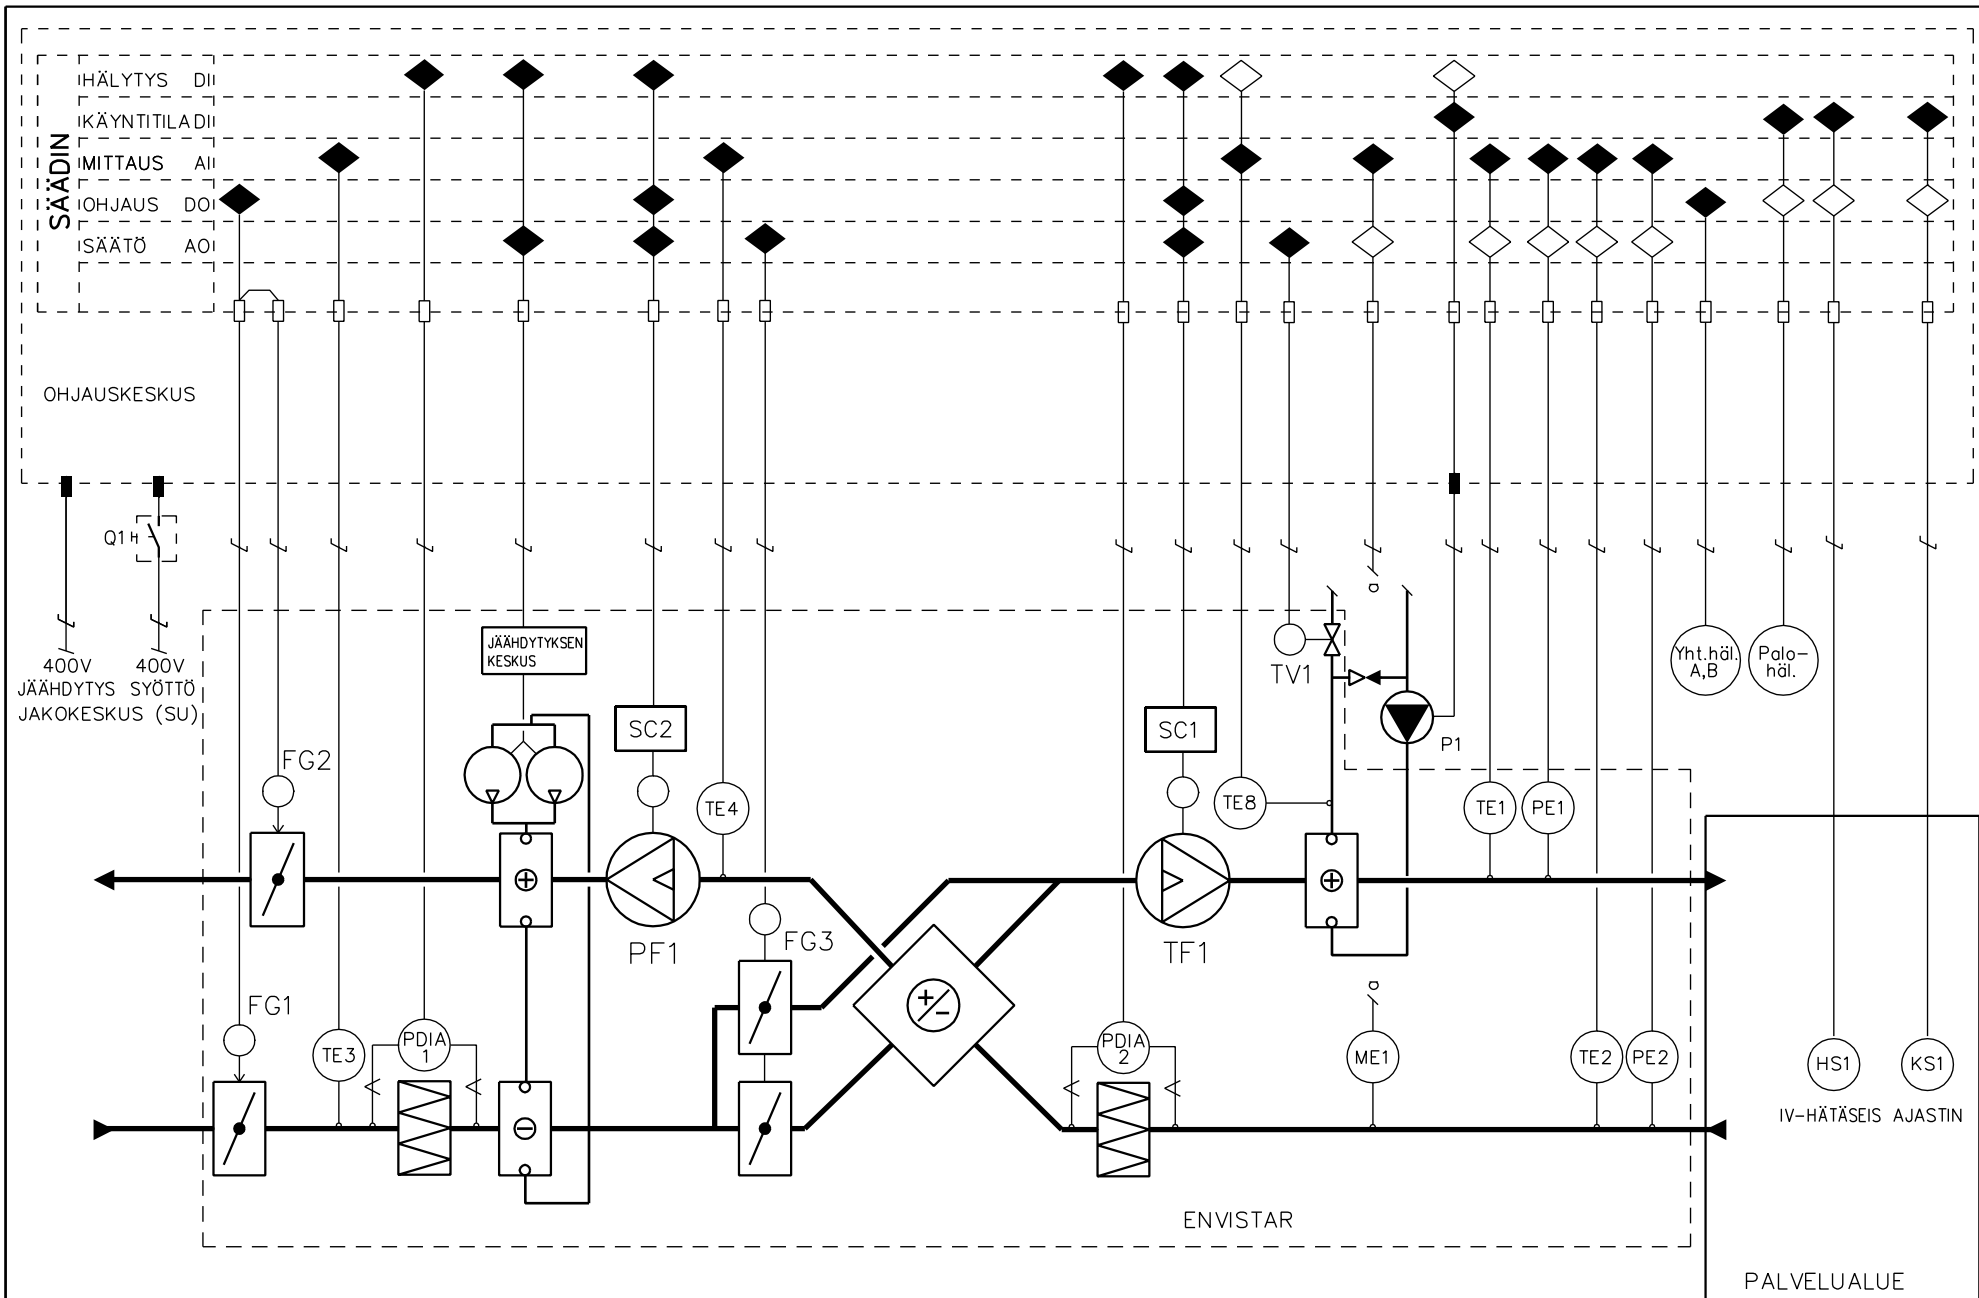 SÄÄDIN
HÄLYTYS DI
KÄYNTITILA DI
MITTAUS AI
OHJAUS DO
SÄÄTÖ AO
OHJAUSKESKUS
Q1
400V
JÄÄHDYTYS
400V
SYÖTTÖ
JAKOKESKUS (SU)
JÄÄHDYTYKSEN
KESKUS
a
TV1
Yht.häl.
A,B
Palo-
häl.
SC2
SC1
P1
FG2
TE4
TE8
TE1
PE1
PF1
FG3
TF1
FG1
+
-
a
TE3
PDIA
1
PDIA
2
ME1
TE2
PE2
HS1
KS1
IV-HÄTÄSEIS
AJASTIN
ENVISTAR
PALVELUALUE